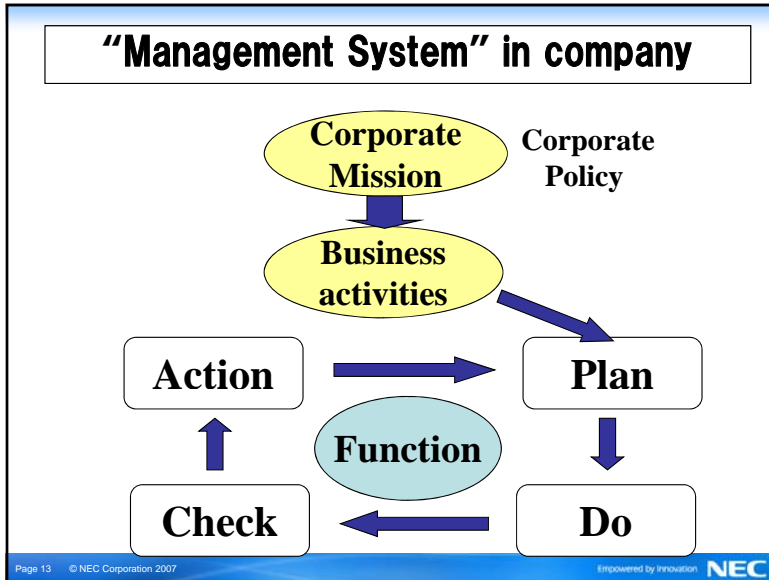 “Management System” in company
Corporate
Mission
Corporate
Policy
Business
activities
Action
Plan
Function
Check
Do
Page 13 © NEC Corporation 2007
Empowered by Innovation NEC